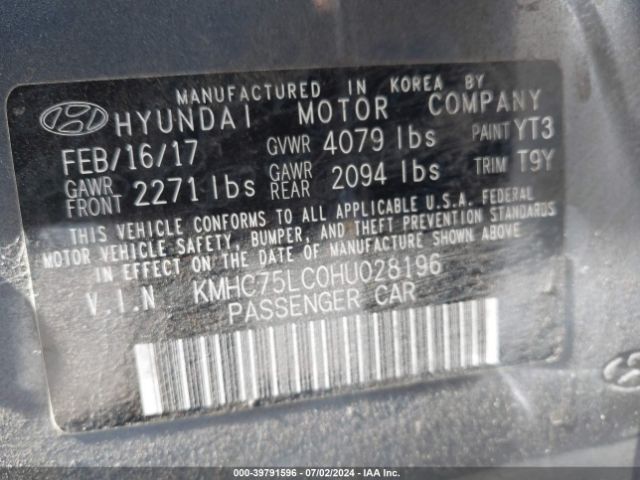 MANUFACTURED IN KOREA BY
HYUNDAI MOTOR COMPANY
FEB/16/17 GVWR 4079 lbs PAINT YT3
GAWR FRONT 2271 lbs GAWR REAR 2094 lbs TRIM T9Y
THIS VEHICLE CONFORMS TO ALL APPLICABLE U.S.A. FEDERAL
MOTOR VEHICLE SAFETY, BUMPER, AND THEFT PREVENTION STANDARDS
IN EFFECT ON THE DATE OF MANUFACTURE SHOWN ABOVE
V.I.N KMHC75LC0HU028196
PASSENGER CAR
000-39791596 - 07/02/2024 - IAA Inc.